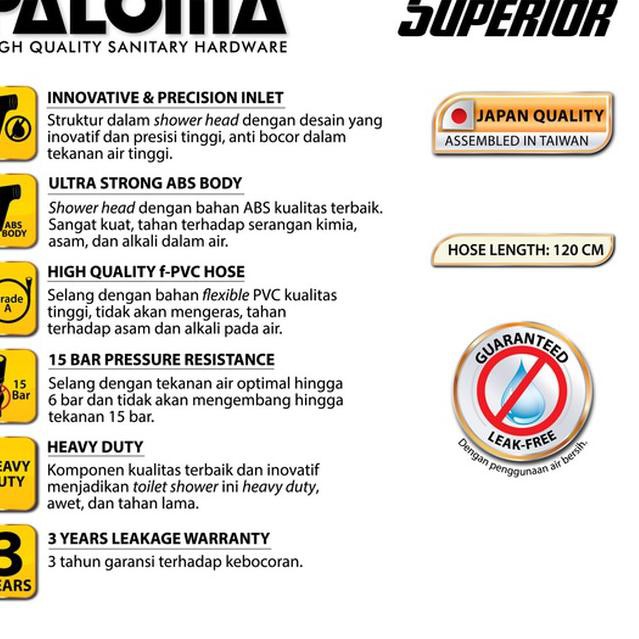 PALOMA
GH QUALITY SANITARY HARDWARE
SUPERIOR
INNOVATIVE & PRECISION INLET
Struktur dalam shower head dengan desain yang
inovatif dan presisi tinggi, anti bocor dalam
tekanan air tinggi.
ABS
BODY
ULTRA STRONG ABS BODY
Shower head dengan bahan ABS kualitas terbaik.
Sangat kuat, tahan terhadap serangan kimia,
asam, dan alkali dalam air.
rade
A
HIGH QUALITY f-PVC HOSE
Selang dengan bahan flexible PVC kualitas
tinggi, tidak akan mengeras, tahan
terhadap asam dan alkali pada air.
15
Bar
15 BAR PRESSURE RESISTANCE
Selang dengan tekanan air optimal hingga
6 bar dan tidak akan mengembang hingga
tekanan 15 bar.
EAVY
UTY
HEAVY DUTY
Komponen kualitas terbaik dan inovatif
menjadikan toilet shower ini heavy duty,
awet, dan tahan lama.
3
EARS
3 YEARS LEAKAGE WARRANTY
3 tahun garansi terhadap kebocoran.
JAPAN QUALITY
ASSEMBLED IN TAIWAN
HOSE LENGTH: 120 CM
GUARANTEED
LEAK-FREE
Dengan penggunaan air bersih.